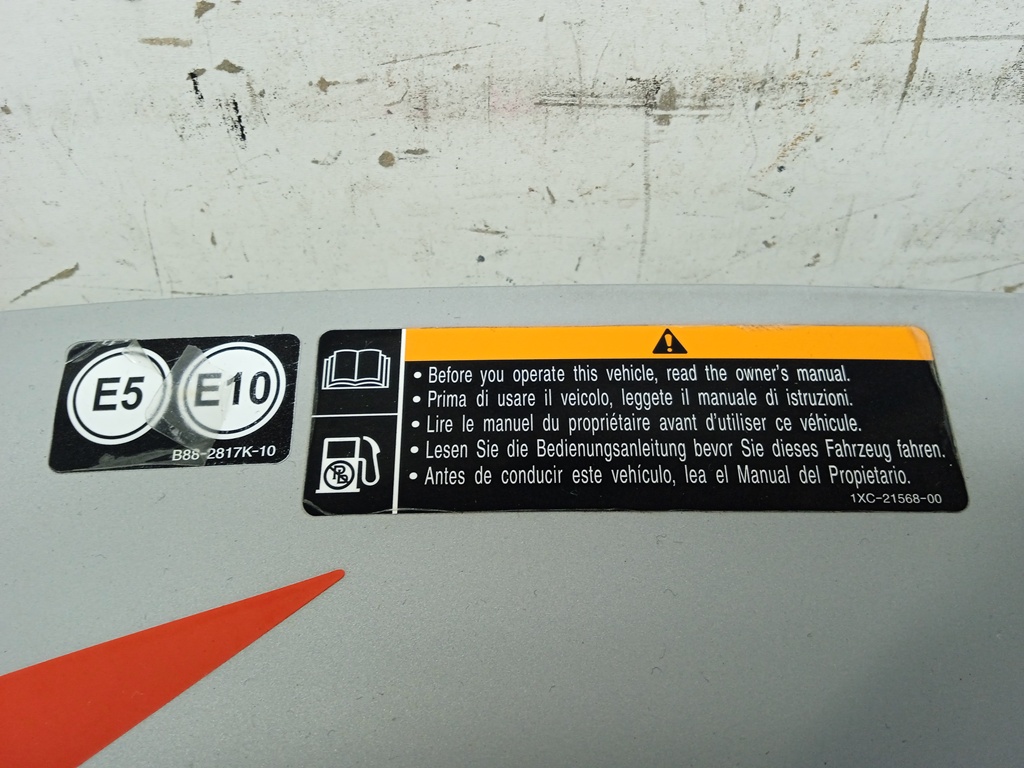 E5 E10
B88-2817K-10
• Before you operate this vehicle, read the owner's manual.
• Prima di usare il veicolo, leggete il manuale di istruzioni.
• Lire le manuel du propriétaire avant d'utiliser ce véhicule.
• Lesen Sie die Bedienungsanleitung bevor Sie dieses Fahrzeug fahren.
• Antes de conducir este vehículo, lea el Manual del Propietario.
1XC-21568-00